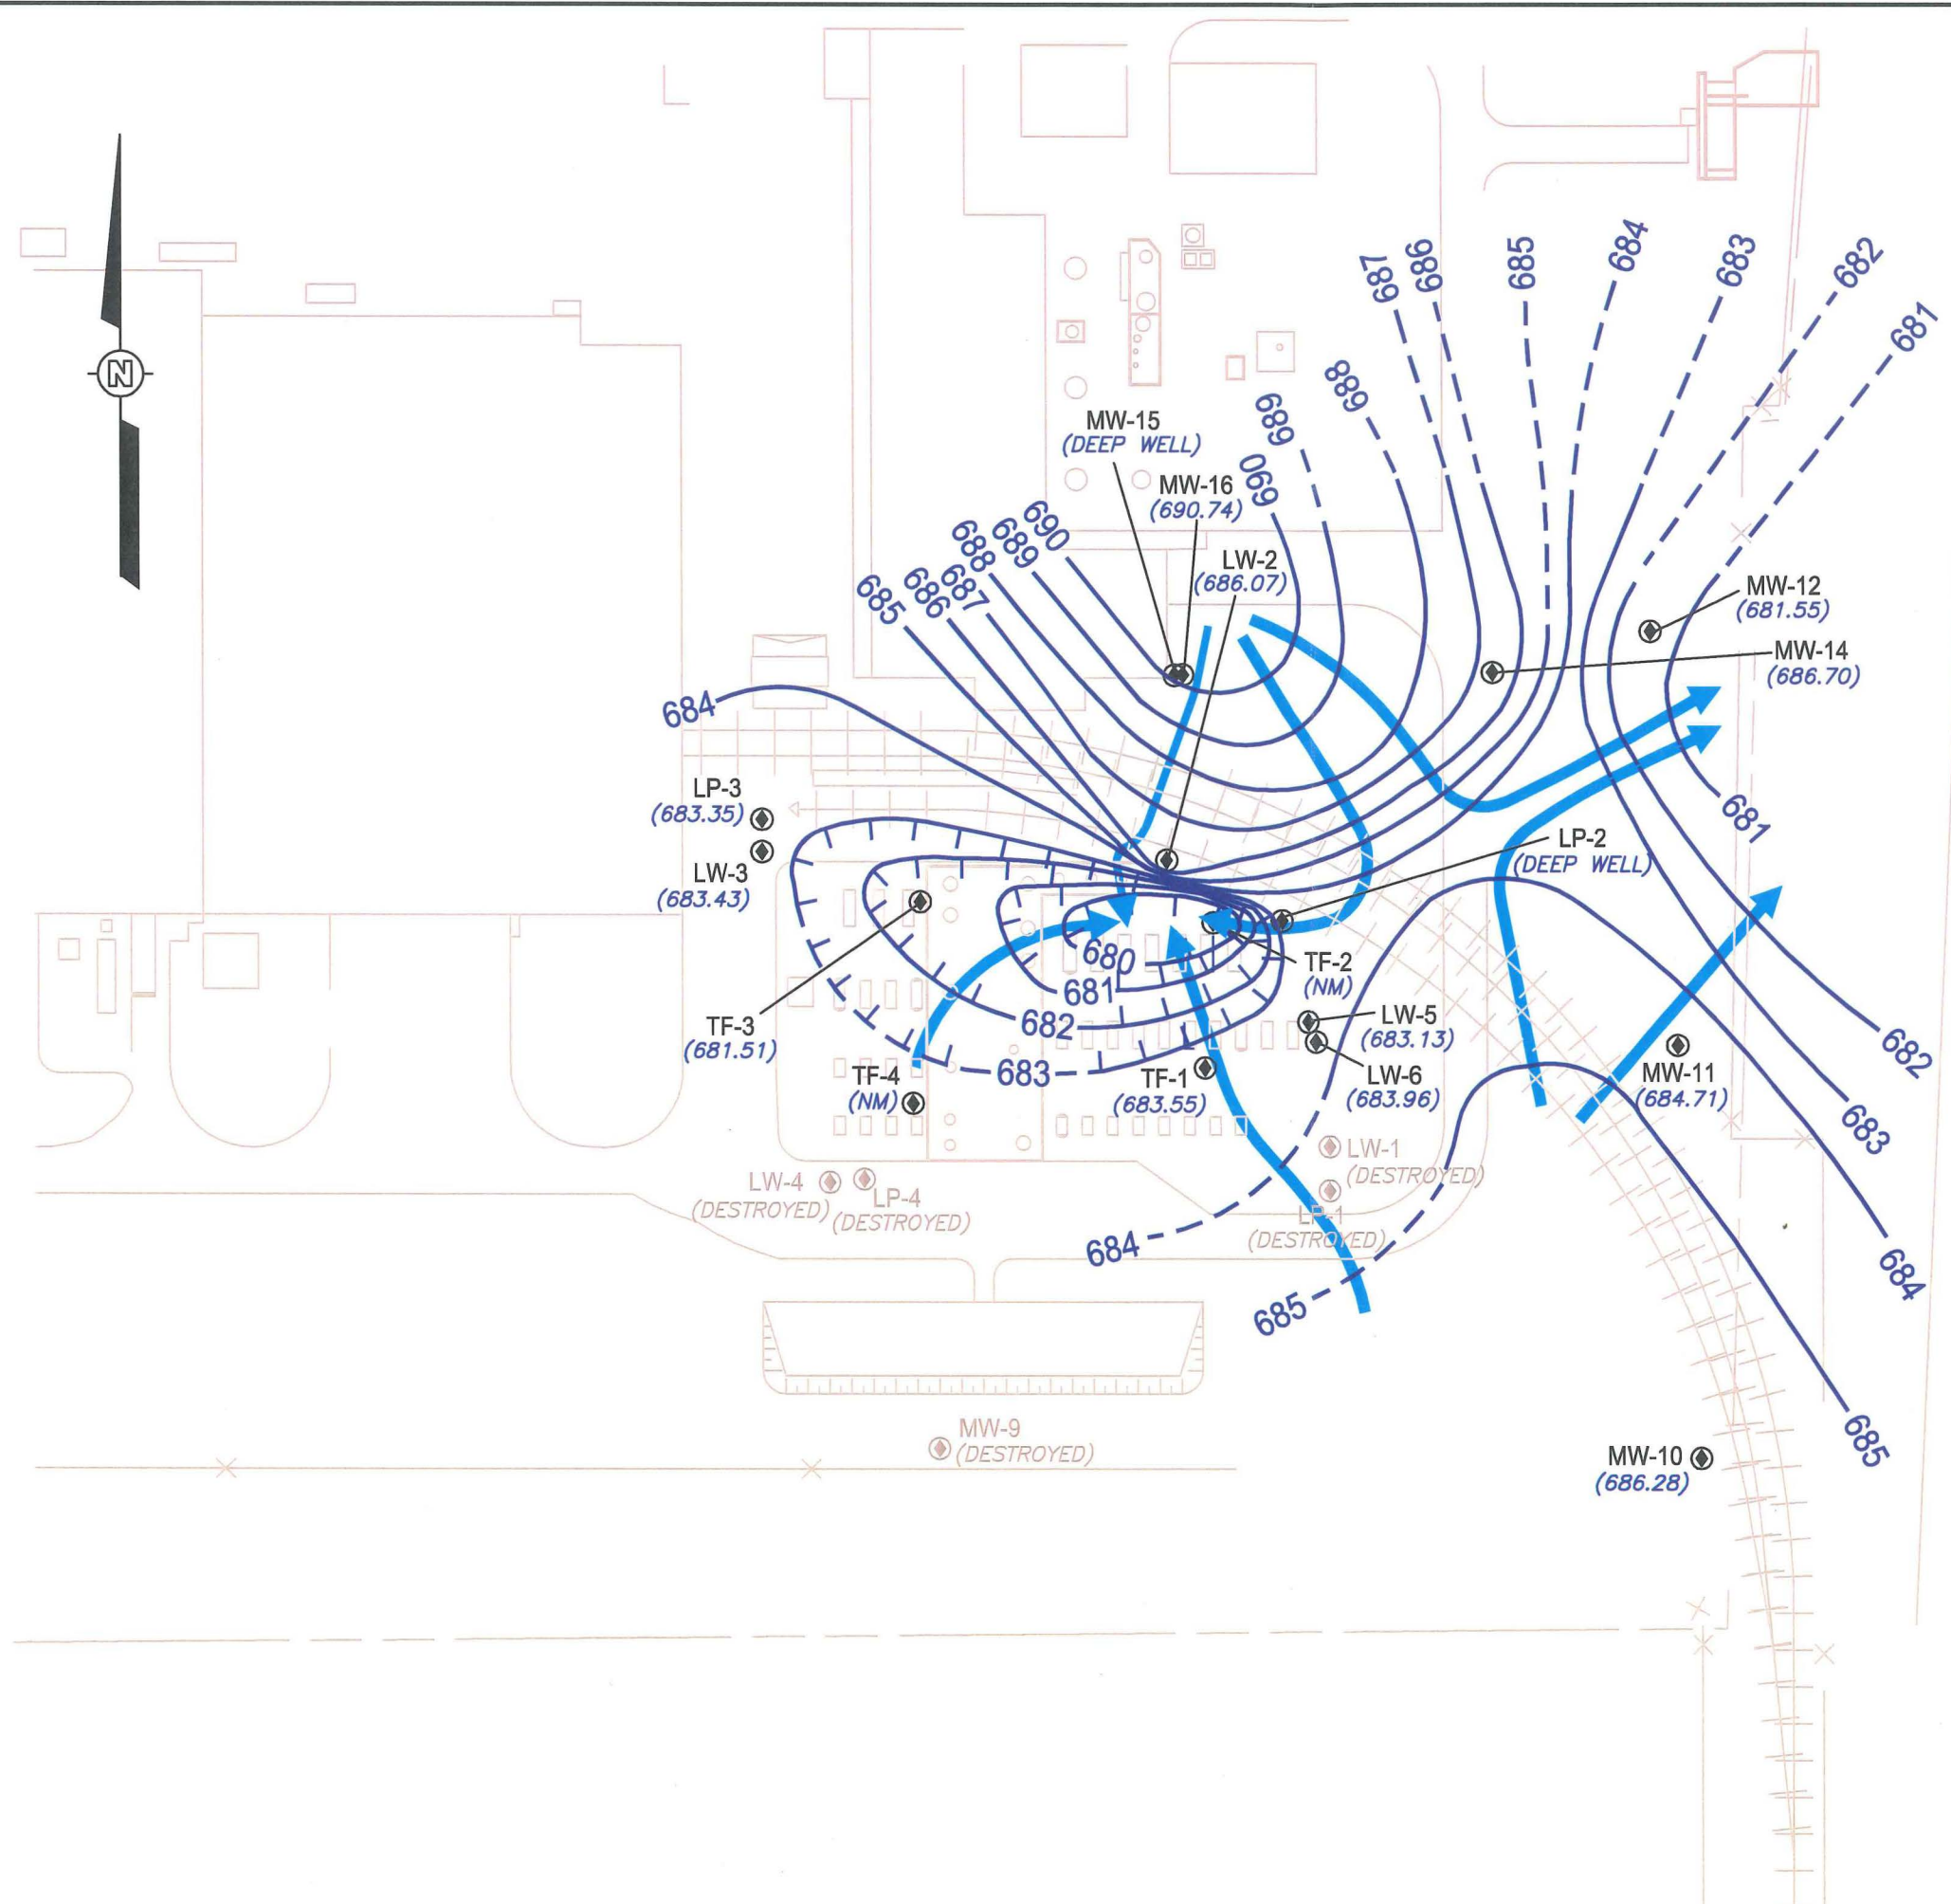 684
683
682
685
686
687
681
688
N
689
MW-15
(DEEP WELL)
690
MW-16
(690.74)
690
689
688
LW-2
(686.07)
687
686
685
MW-12
(681.55)
MW-14
(686.70)
684
LP-3
(683.35)
681
LP-2
(DEEP WELL)
LW-3
(683.43)
680
TF-2
(NM)
681
682
LW-5
(683.13)
TF-3
(681.51)
682
683
TF-4
(NM)
TF-1
(683.55)
LW-6
(683.96)
MW-11
(684.71)
683
LW-1
(DESTROYED)
LW-4
(DESTROYED)
LP-4
(DESTROYED)
LP-1
(DESTROYED)
684
684
685
MW-9
(DESTROYED)
685
MW-10
(686.28)